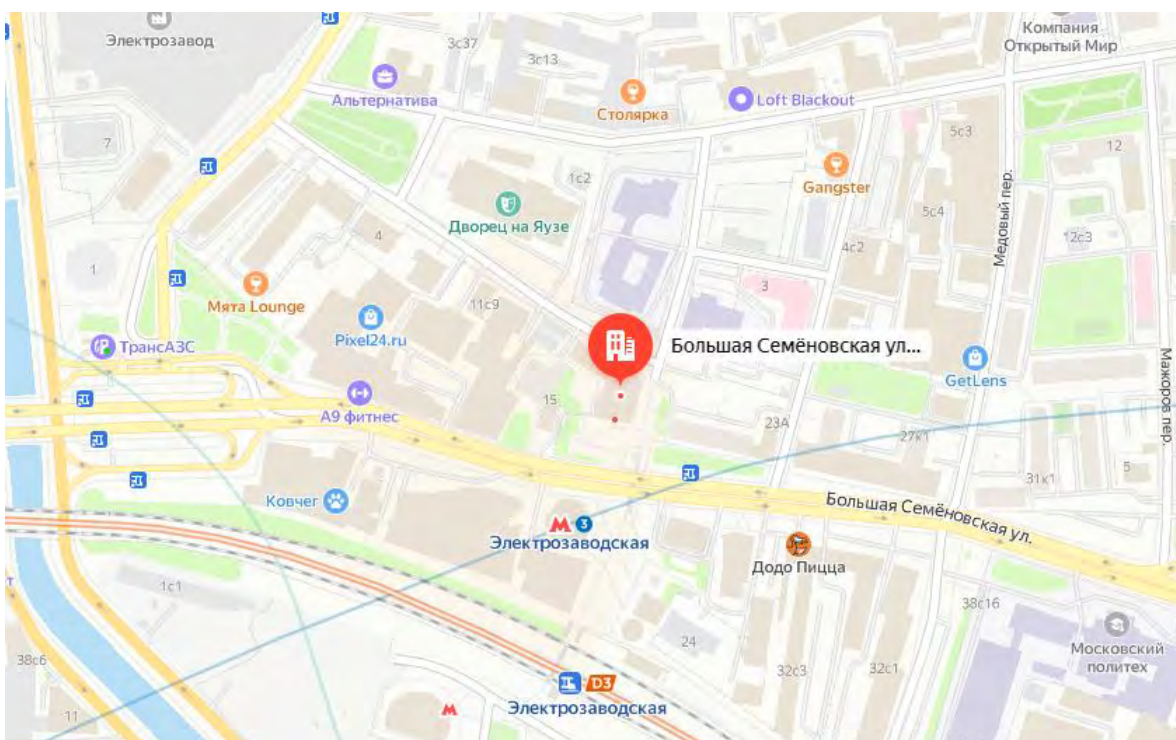 Электрозавод
3с37
3с13
Компания
Открытый Мир
Альтернатива
Столярка
Loft Blackout
7
5с3
12
1с2
Gangster
Дворец на Яузе
Медовый пер.
5с4
4
4с2
12с3
1
Мята Lounge
11с9
3
Pixel24.ru
ТрансАЗС
Большая Семёновская ул...
GetLens
Мажоров пер.
А9 фитнес
15
23А
27к1
5
31к1
Ковчег
Большая Семёновская ул.
М 3
Электрозаводская
Додо Пицца
1с1
38с16
Московский
политех
24
38с6
32с3
32с1
D3
Электрозаводская
М
11